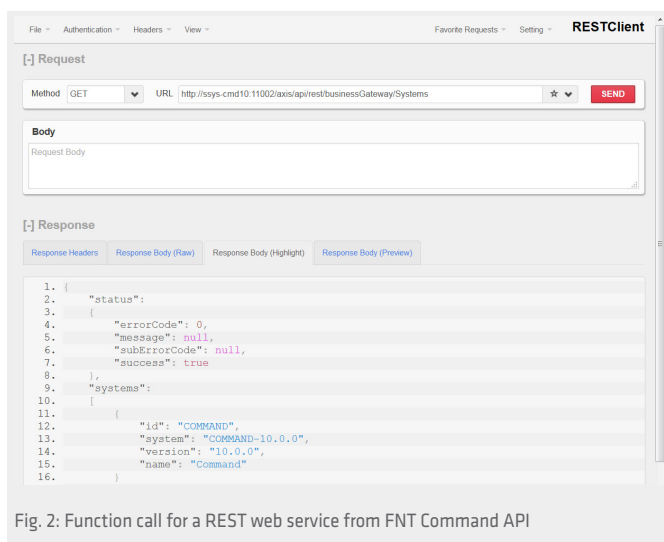 File Authentication Headers View Favorite Requests Setting RESTClient
[-] Request
Method GET URL http://ssys-cmd10:11002/axis/api/rest/businessGateway/Systems SEND
Body
Request Body
[-] Response
Response Headers Response Body (Raw) Response Body (Highlight) Response Body (Preview)
1. {
2. "status":
3. {
4. "errorCode": 0,
5. "message": null,
6. "subErrorCode": null,
7. "success": true
8. },
9. "systems":
10. [
11. {
12. "id": "COMMAND",
13. "system": "COMMAND-10.0.0",
14. "version": "10.0.0",
15. "name": "Command"
16. }
Fig. 2: Function call for a REST web service from FNT Command API